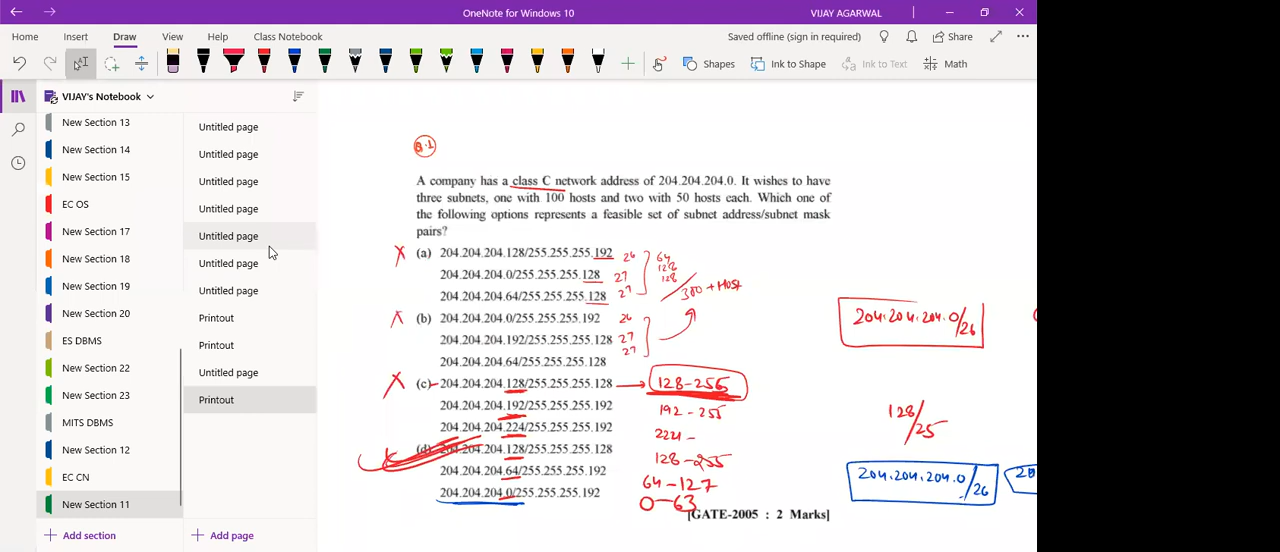 OneNote for Windows 10
VIJAY AGARWAL
Home Insert Draw View Help Class Notebook
Saved offline (sign in required)
Share
Shapes
Ink to Shape
Ink to Text
Math
VIJAY's Notebook
New Section 13
New Section 14
New Section 15
EC OS
New Section 17
New Section 18
New Section 19
New Section 20
ES DBMS
New Section 22
New Section 23
MITS DBMS
New Section 12
EC CN
New Section 11
Add section
Untitled page
Untitled page
Untitled page
Untitled page
Untitled page
Untitled page
Untitled page
Printout
Printout
Untitled page
Printout
Add page
Q.1
A company has a class C network address of 204.204.204.0. It wishes to have
three subnets, one with 100 hosts and two with 50 hosts each. Which one of
the following options represents a feasible set of subnet address/subnet mask
pairs?
(a) 204.204.204.128/255.255.255.192 26 64
204.204.204.0/255.255.255.128 27 128
204.204.204.64/255.255.255.128 27 128
300 + Host
(b) 204.204.204.0/255.255.255.192 26
204.204.204.192/255.255.255.128 27
204.204.204.64/255.255.255.128 27
(c) 204.204.204.128/255.255.255.128 128-255
204.204.204.192/255.255.255.192 192-255
204.204.204.224/255.255.255.192 224 -
(d) 204.204.204.128/255.255.255.128 128-255
204.204.204.64/255.255.255.192 64-127
204.204.204.0/255.255.255.192 0-63
[GATE-2005 : 2 Marks]
204.204.204.0/26
128/25
204.204.204.0/26